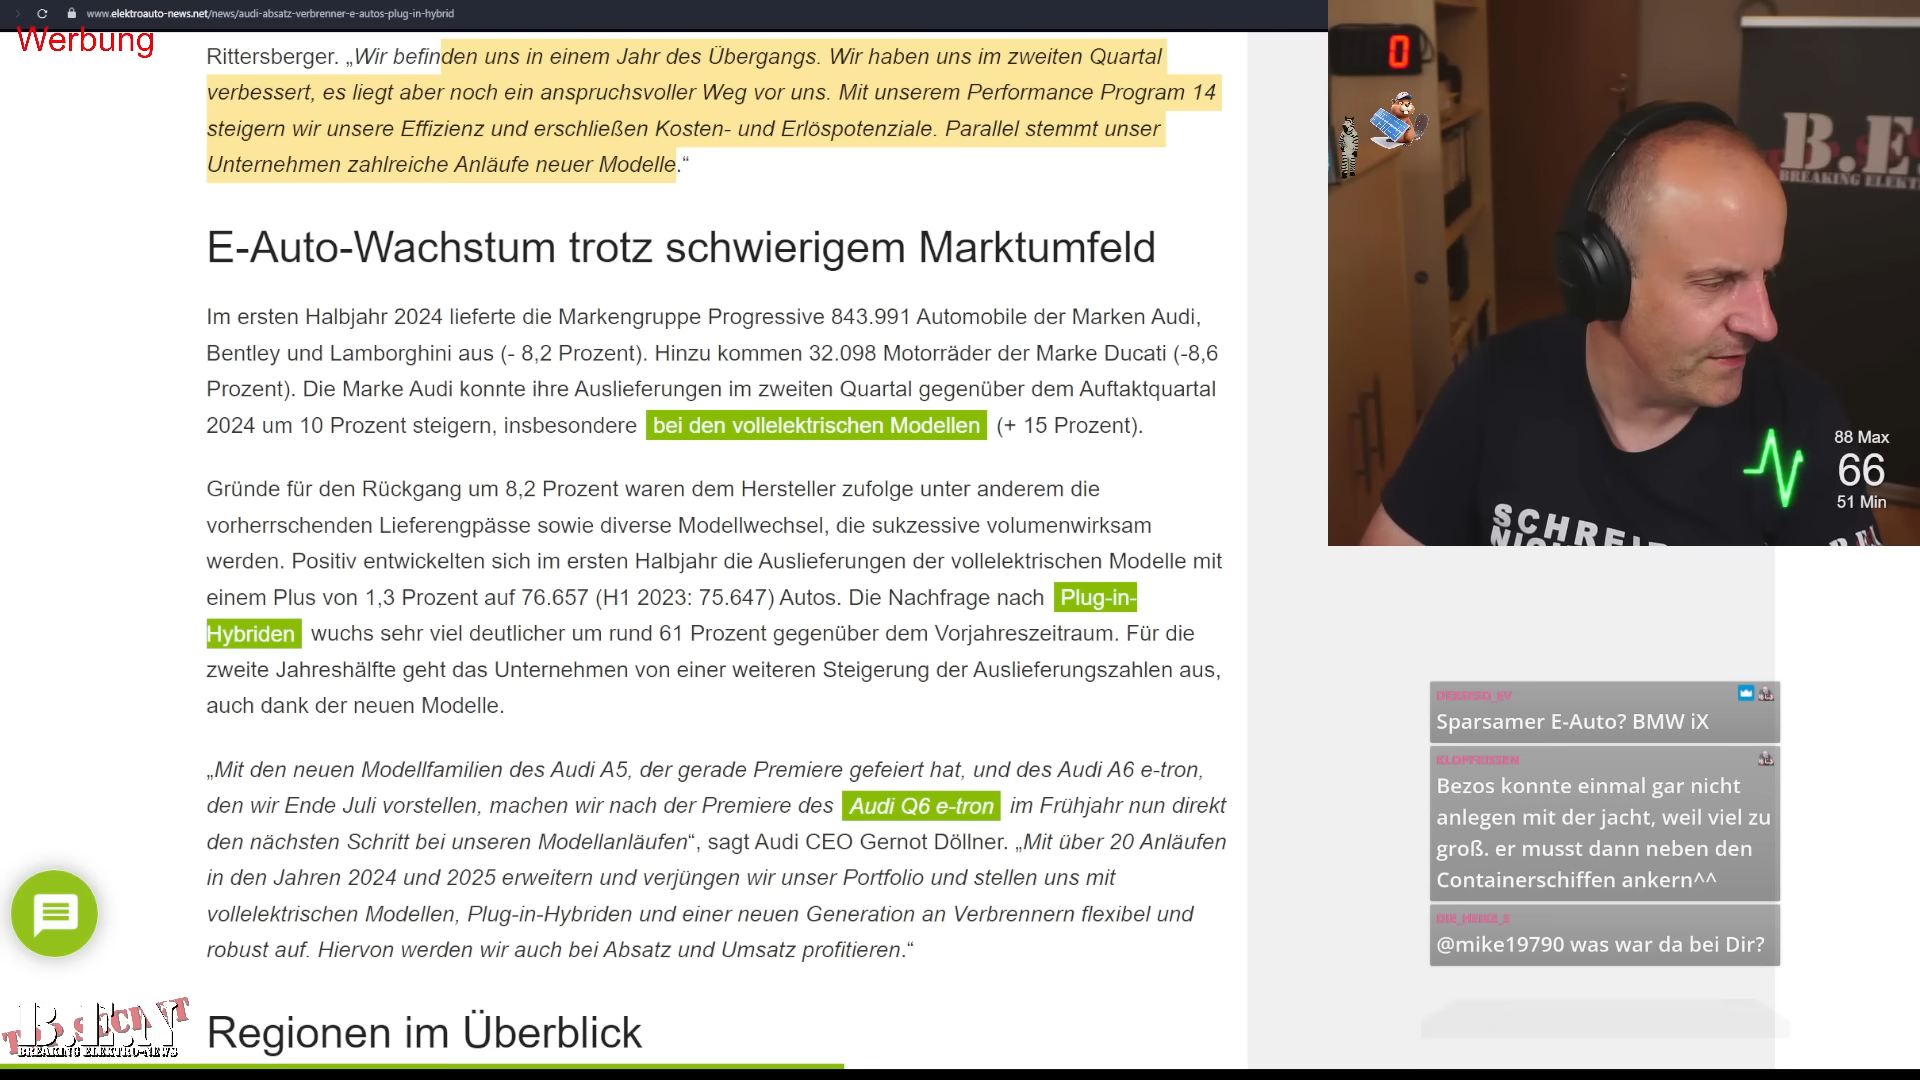 www.elektroauto-news.net/news/audi-absatz-verbrenner-e-autos-plug-in-hybrid
Werbung
Rittersberger. „Wir befinden uns in einem Jahr des Übergangs. Wir haben uns im zweiten Quartal
verbessert, es liegt aber noch ein anspruchsvoller Weg vor uns. Mit unserem Performance Program 14
steigern wir unsere Effizienz und erschließen Kosten- und Erlöspotenziale. Parallel stemmt unser
Unternehmen zahlreiche Anläufe neuer Modelle.“
E-Auto-Wachstum trotz schwierigem Marktumfeld
Im ersten Halbjahr 2024 lieferte die Markengruppe Progressive 843.991 Automobile der Marken Audi,
Bentley und Lamborghini aus (- 8,2 Prozent). Hinzu kommen 32.098 Motorräder der Marke Ducati (-8,6
Prozent). Die Marke Audi konnte ihre Auslieferungen im zweiten Quartal gegenüber dem Auftaktquartal
2024 um 10 Prozent steigern, insbesondere bei den vollelektrischen Modellen (+ 15 Prozent).
Gründe für den Rückgang um 8,2 Prozent waren dem Hersteller zufolge unter anderem die
vorherrschenden Lieferengpässe sowie diverse Modellwechsel, die sukzessive volumenwirksam
werden. Positiv entwickelten sich im ersten Halbjahr die Auslieferungen der vollelektrischen Modelle mit
einem Plus von 1,3 Prozent auf 76.657 (H1 2023: 75.647) Autos. Die Nachfrage nach Plug-in-
Hybriden wuchs sehr viel deutlicher um rund 61 Prozent gegenüber dem Vorjahreszeitraum. Für die
zweite Jahreshälfte geht das Unternehmen von einer weiteren Steigerung der Auslieferungszahlen aus,
auch dank der neuen Modelle.
„Mit den neuen Modellfamilien des Audi A5, der gerade Premiere gefeiert hat, und des Audi A6 e-tron,
den wir Ende Juli vorstellen, machen wir nach der Premiere des Audi Q6 e-tron im Frühjahr nun direkt
den nächsten Schritt bei unseren Modellanläufen“, sagt Audi CEO Gernot Döllner. „Mit über 20 Anläufen
in den Jahren 2024 und 2025 erweitern und verjüngen wir unser Portfolio und stellen uns mit
vollelektrischen Modellen, Plug-in-Hybriden und einer neuen Generation an Verbrennern flexibel und
robust auf. Hiervon werden wir auch bei Absatz und Umsatz profitieren.“
Regionen im Überblick
B.EN
BREAKING ELEKTRO-NEWS
0
B.E
BREAKING ELEKT
SCHREI
88 Max
66
51 Min
Sparsamer E-Auto? BMW iX
KLOPFEISEN
Bezos konnte einmal gar nicht
anlegen mit der jacht, weil viel zu
groß. er musst dann neben den
Containerschiffen ankern^^
DIE_HEIKE_S
@mike19790 was war da bei Dir?